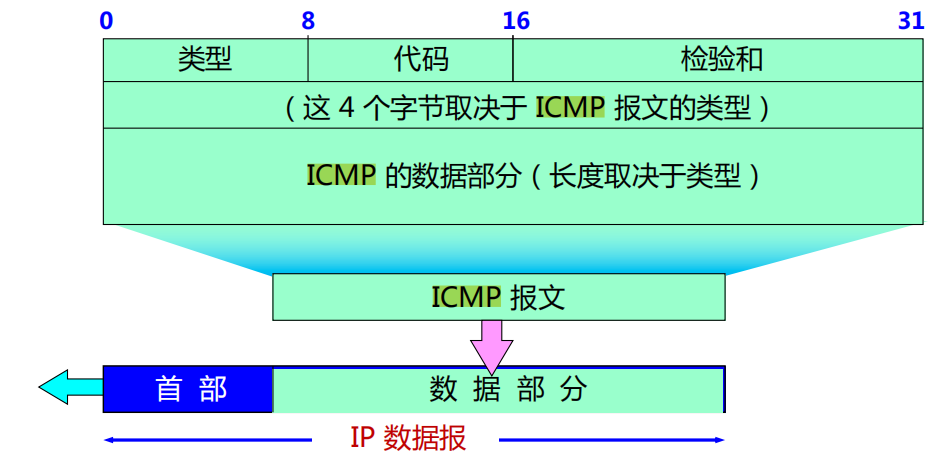 0 8 16 31
类型 代码 检验和
（这 4 个字节取决于 ICMP 报文的类型）
ICMP 的数据部分（长度取决于类型）
ICMP 报文
首 部 数 据 部 分
IP 数据报